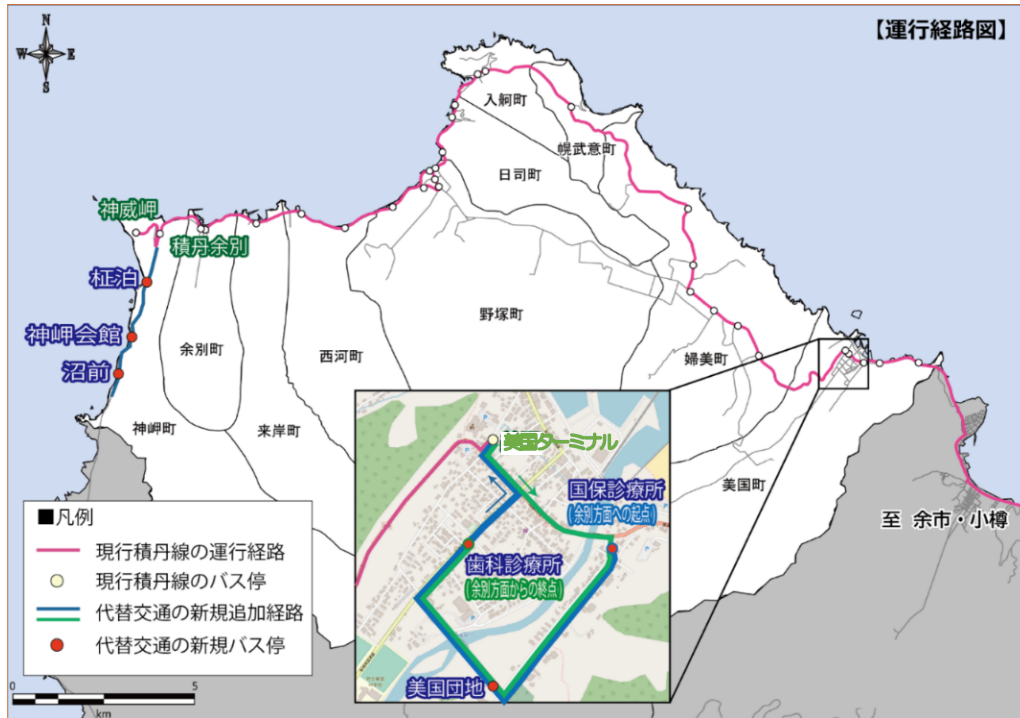 【運行経路図】
N
W
E
S
入舸町
幌武意町
日司町
神威岬
積丹余別
柾泊
神岬会館
沼前
余別町
西河町
野塚町
婦美町
神岬町
来岸町
美国町
至 余市・小樽
美国ターミナル
国保診療所
(余別方面への起点)
歯科診療所
(余別方面からの終点)
美国団地
■凡例
現行積丹線の運行経路
現行積丹線のバス停
代替交通の新規追加経路
代替交通の新規バス停
0
5
km